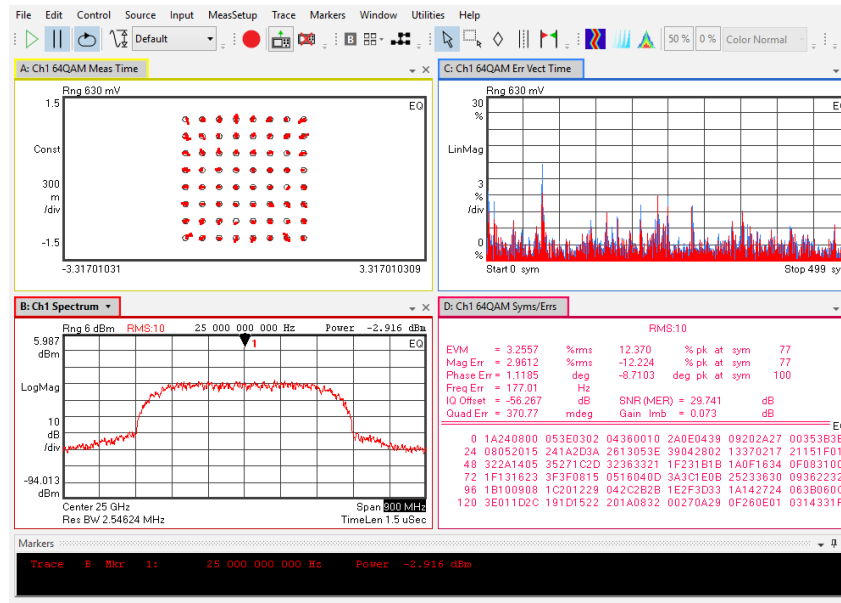 File Edit Control Source Input MeasSetup Trace Markers Window Utilities Help
Default B 50 % 0 % Color Normal
A: Ch1 64QAM Meas Time
Rng 630 mV
1.5 EQ
Const
300
m
/div
-1.5
-3.31701031 3.3170103​09
C: Ch1 64QAM Err Vect Time
Rng 630 mV
30 E
%
LinMag
3
%
/div
0
%
Start 0 sym Stop 499 sy
B: Ch1 Spectrum
Rng 6 dBm RMS:10 25 000 000 000 Hz Power -2.916 dBm
5.987 1 EQ
dBm
LogMag
10
dB
/div
-94.013
dBm
Center 25 GHz Span 900 MHz
Res BW 2.54624 MHz TimeLen 1.5 uSec
D: Ch1 64QAM Syms/Errs
RMS:10
EVM = 3.2557 %rms 12.370 % pk at sym 77
Mag Err = 2.9612 %rms -12.224 % pk at sym 77
Phase Err = 1.1185 deg -8.7103 deg pk at sym 100
Freq Err = 177.01 Hz
IQ Offset = -56.267 dB SNR (MER) = 29.741 dB
Quad Err = 370.77 mdeg Gain Imb = 0.073 dB
E
0 1A240800 053E0302 04360010 2A0E0439 09202A27 00353B3E
24 08052015 241A2D3A 2613053E 39042802 13370217 21151F01
48 322A1405 35271C2D 32363321 1F231B1B 1A0F1634 0F083100
72 1F131623 3F3F0815 0516040D 3A3C1E0B 25233630 09362232
96 1B100908 1C201229 042C2B2B 1E2F3D33 1A142724 063B060C
120 3E011D2C 191D1522 201A0832 00270A29 0F260E01 0314331F
Markers
Trace B Mkr 1: 25 000 000 000 Hz Power -2.916 dBm